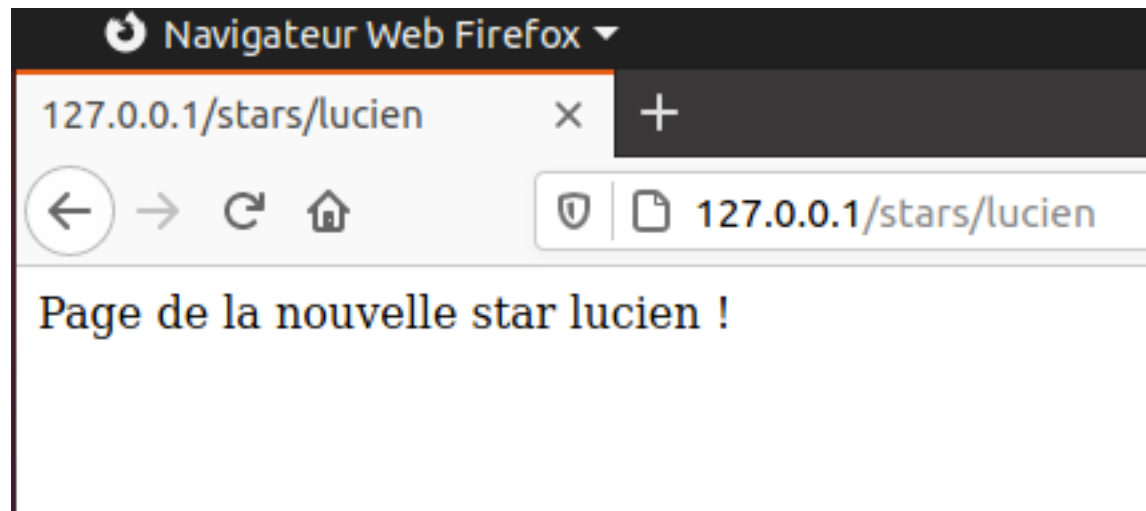 Navigateur Web Firefox
127.0.0.1/stars/lucien
127.0.0.1/stars/lucien
Page de la nouvelle star lucien !